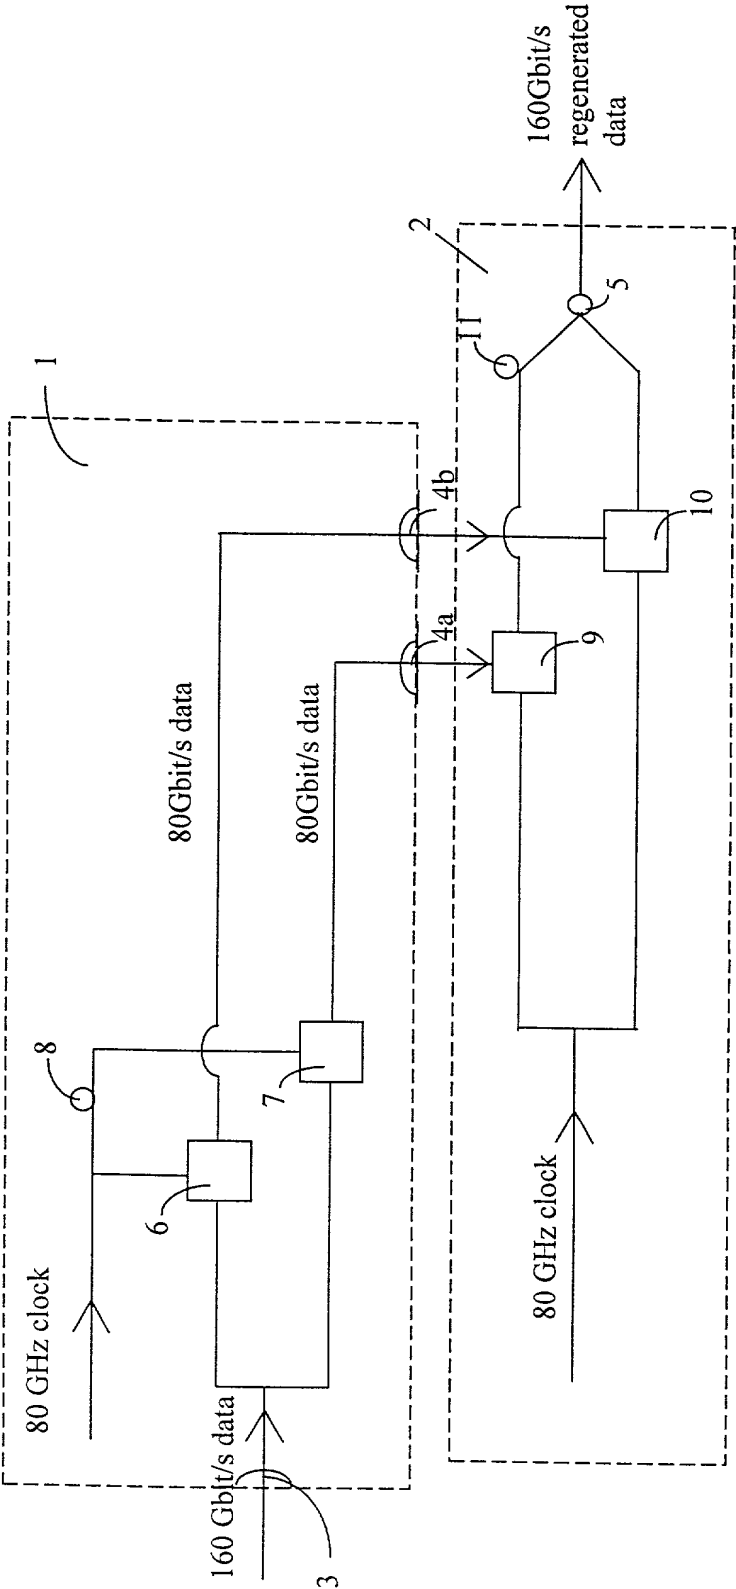 1
80 GHz clock
8
6
7
80Gbit/s data
80Gbit/s data
160 Gbit/s data
3
4b
4a
2
80 GHz clock
9
10
11
5
160Gbit/s
regenerated
data